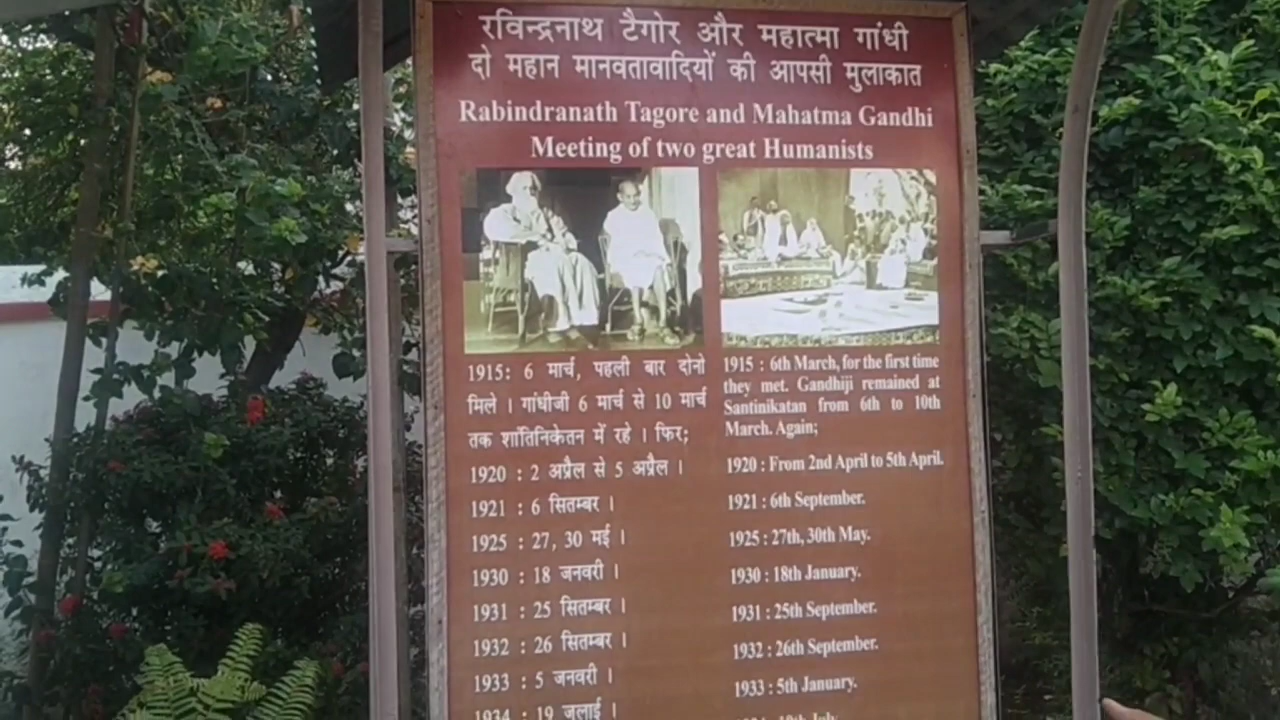 रविन्द्रनाथ टैगोर और महात्मा गांधी
दो महान मानवतावादियों की आपसी मुलाकात
Rabindranath Tagore and Mahatma Gandhi
Meeting of two great Humanists
1915: 6 मार्च, पहली बार दोनो
मिले । गांधीजी 6 मार्च से 10 मार्च
तक शांतिनिकेतन में रहे । फिर;
1920 : 2 अप्रैल से 5 अप्रैल ।
1921 : 6 सितम्बर ।
1925 : 27, 30 मई ।
1930 : 18 जनवरी ।
1931 : 25 सितम्बर ।
1932 : 26 सितम्बर ।
1933 : 5 जनवरी ।
1934 : 19 जुलाई ।
1915 : 6th March, for the first time
they met. Gandhiji remained at
Santinikatan from 6th to 10th
March. Again;
1920 : From 2nd April to 5th April.
1921 : 6th September.
1925 : 27th, 30th May.
1930 : 18th January.
1931 : 25th September.
1932 : 26th September.
1933 : 5th January.